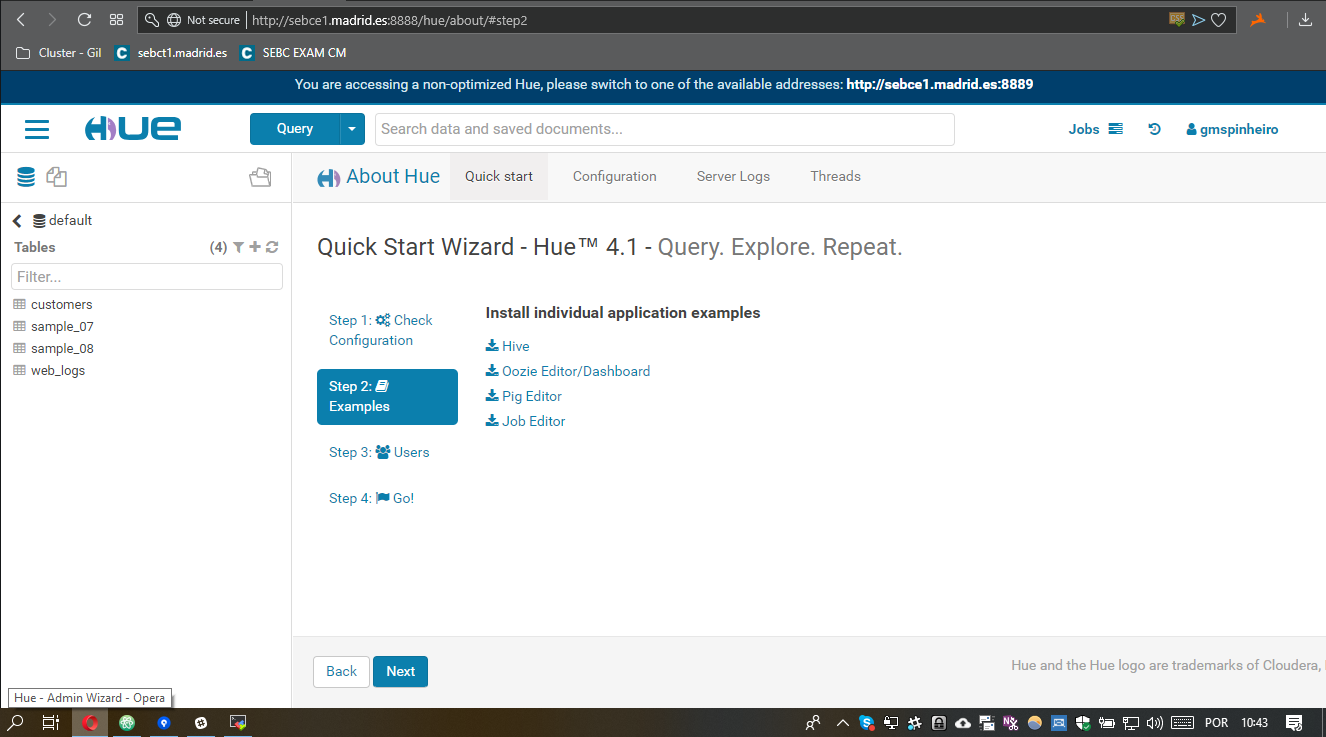 Not secure http://sebce1.madrid.es:8888/hue/about/#step2
Cluster - Gil C sebct1.madrid.es C SEBC EXAM CM
You are accessing a non-optimized Hue, please switch to one of the available addresses: http://sebce1.madrid.es:8889
HUE Query Search data and saved documents... Jobs gmspinheiro
About Hue Quick start Configuration Server Logs Threads
default
Tables (4)
Filter...
customers
sample_07
sample_08
web_logs
Quick Start Wizard - Hue™ 4.1 - Query. Explore. Repeat.
Step 1: Check
Configuration
Step 2:
Examples
Step 3: Users
Step 4: Go!
Install individual application examples
Hive
Oozie Editor/Dashboard
Pig Editor
Job Editor
Back Next
Hue and the Hue logo are trademarks of Cloudera,
Hue - Admin Wizard - Opera
POR 10:43